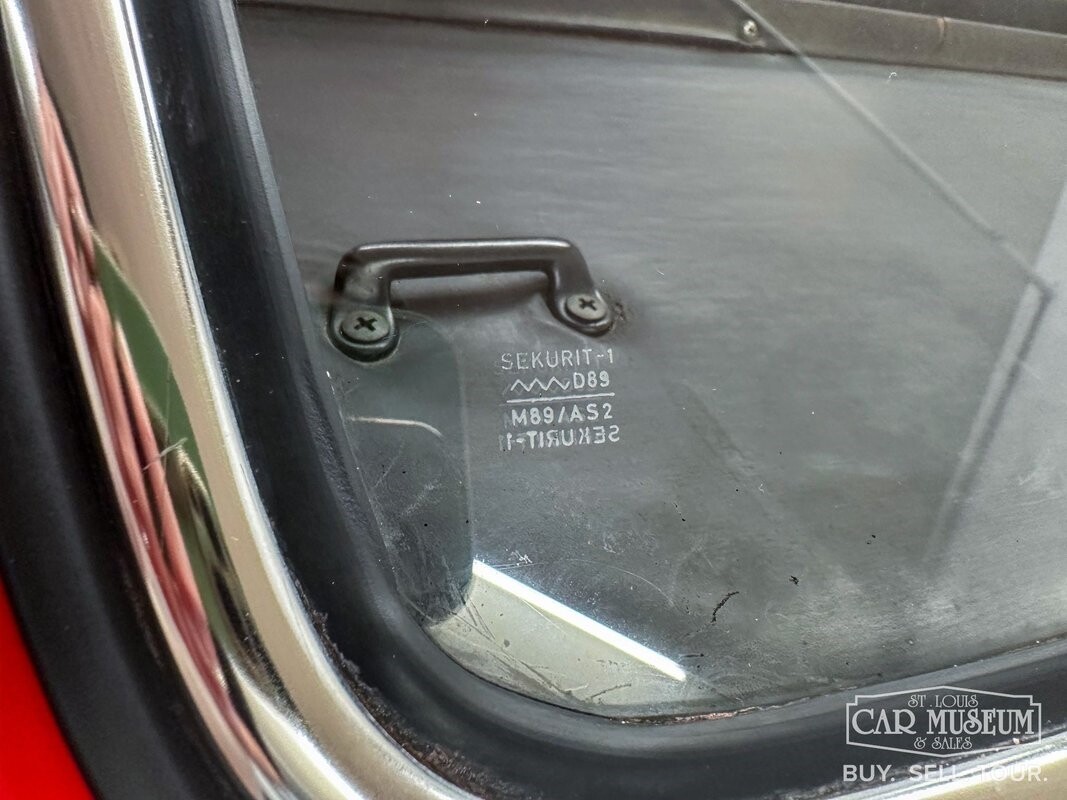 SEKURIT-1
D89
M89/AS2
SEKURIT-1
ST. LOUIS
CAR MUSEUM
& SALES
BUY. SELL. TOUR.